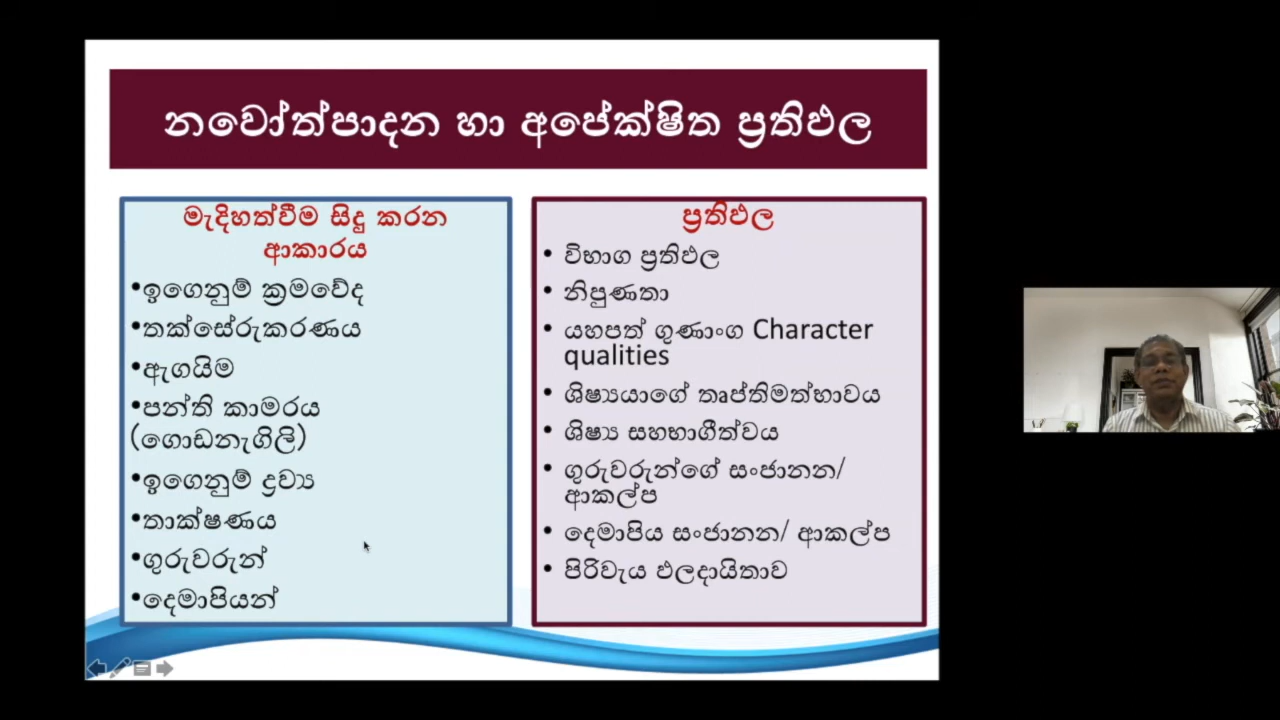 නවෝත්පාදන හා අපේක්ෂිත ප්‍රතිඵල
මැදිහත්වීම සිදු කරන
ආකාරය
•ඉගෙනුම් ක්‍රමවේද
•තක්සේරුකරණය
•ඇගයිම
•පන්ති කාමරය
(ගොඩනැගිලි)
•ඉගෙනුම් ද්‍රව්‍ය
•තාක්ෂණය
•ගුරුවරුන්
•දෙමාපියන්
ප්‍රතිඵල
• විභාග ප්‍රතිඵල
• නිපුණතා
• යහපත් ගුණාංග Character
qualities
• ශිෂ්‍යයාගේ තෘප්තිමත්භාවය
• ශිෂ්‍ය සහභාගීත්වය
• ගුරුවරුන්ගේ සංජානන/
ආකල්ප
• දෙමාපිය සංජානන/ ආකල්ප
• පිරිවැය ඵලදායිතාව